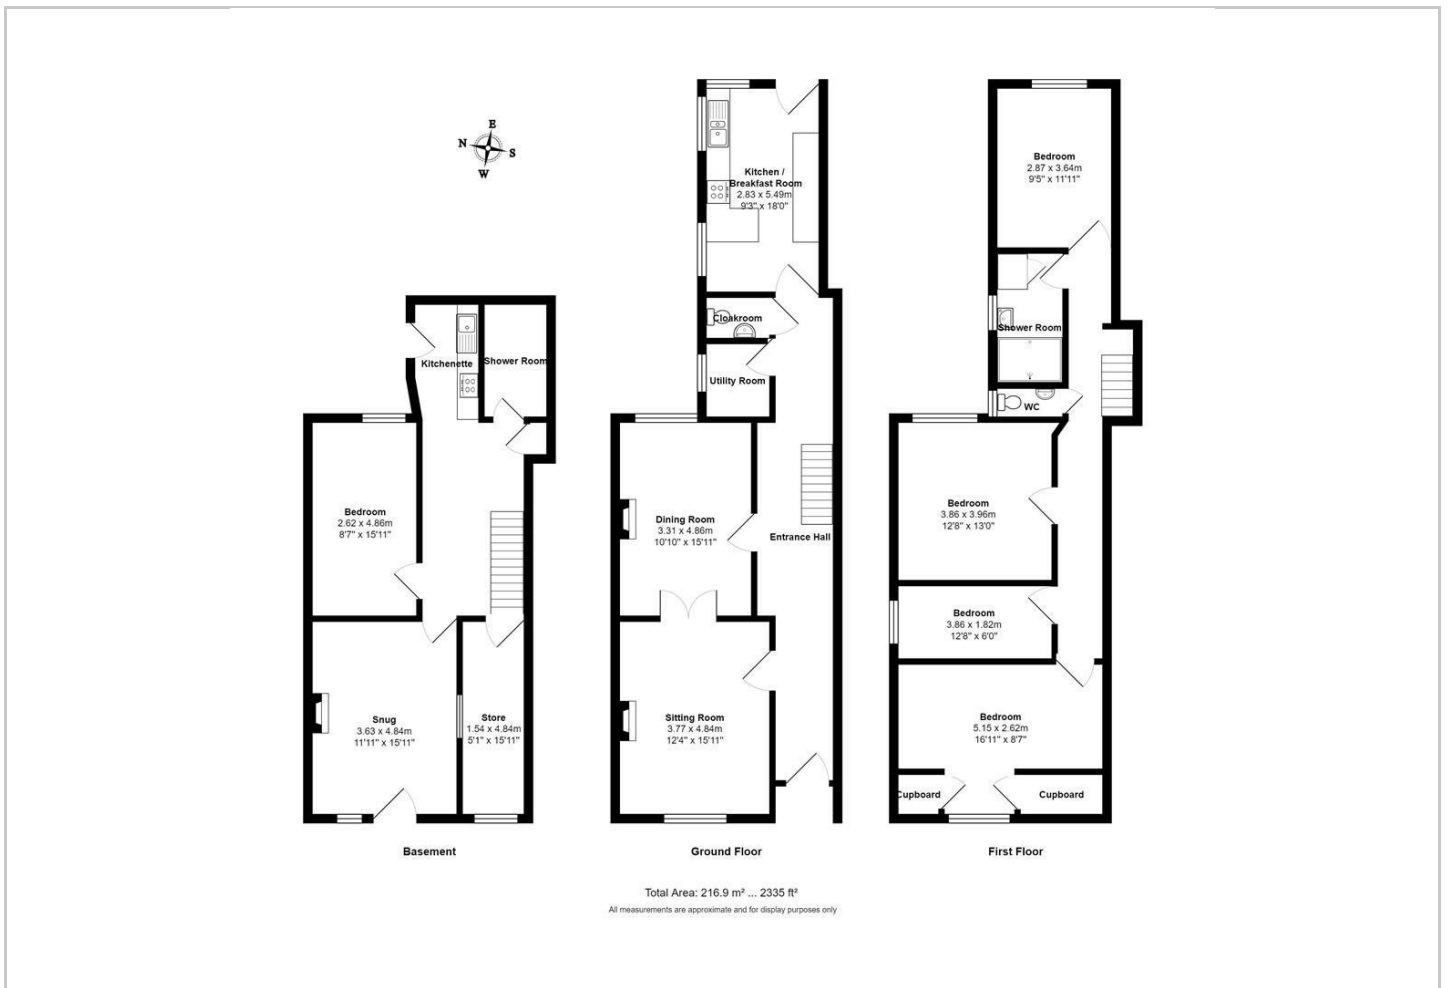 E
N
S
W
Kitchenette
Shower Room
Bedroom
2.62 x 4.86m
8'7" x 15'11"
Snug
3.63 x 4.84m
11'11" x 15'11"
Store
1.54 x 4.84m
5'1" x 15'11"
Basement
Kitchen /
Breakfast Room
2.83 x 5.49m
9'3" x 18'0"
Cloakroom
Utility Room
Dining Room
3.31 x 4.86m
10'10" x 15'11"
Entrance Hall
Sitting Room
3.77 x 4.84m
12'4" x 15'11"
Ground Floor
Bedroom
2.87 x 3.64m
9'5" x 11'11"
Shower Room
WC
Bedroom
3.86 x 3.96m
12'8" x 13'0"
Bedroom
3.86 x 1.82m
12'8" x 6'0"
Bedroom
5.15 x 2.62m
16'11" x 8'7"
Cupboard
Cupboard
First Floor
Total Area: 216.9 m² ... 2335 ft²
All measurements are approximate and for display purposes only